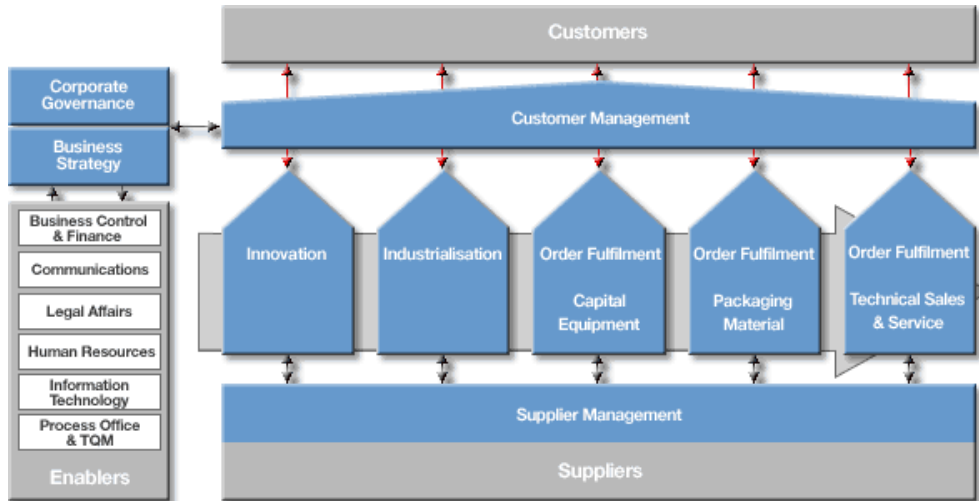 Customers
Corporate
Governance
Customer Management
Business
Strategy
Business Control
& Finance
Communications
Legal Affairs
Human Resources
Information
Technology
Process Office
& TQM
Enablers
Innovation
Industrialisation
Order Fulfilment
Capital
Equipment
Order Fulfilment
Packaging
Material
Order Fulfilment
Technical Sales
& Service
Supplier Management
Suppliers